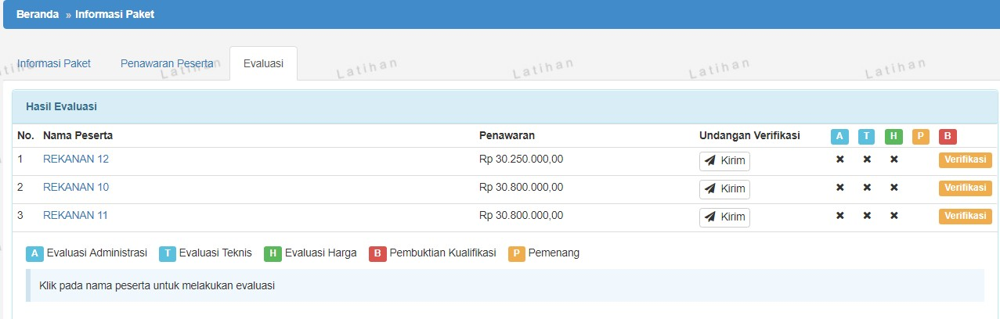 Beranda » Informasi Paket
Informasi Paket Penawaran Peserta Evaluasi
Latihan Latihan Latihan Latihan Latihan Latihan
Hasil Evaluasi
No. Nama Peserta Penawaran Undangan Verifikasi A T H P B
1 REKANAN 12 Rp 30.250.000,00 Kirim ✖ ✖ ✖ Verifikasi
2 REKANAN 10 Rp 30.800.000,00 Kirim ✖ ✖ ✖ Verifikasi
3 REKANAN 11 Rp 30.800.000,00 Kirim ✖ ✖ ✖ Verifikasi
A Evaluasi Administrasi T Evaluasi Teknis H Evaluasi Harga B Pembuktian Kualifikasi P Pemenang
Klik pada nama peserta untuk melakukan evaluasi